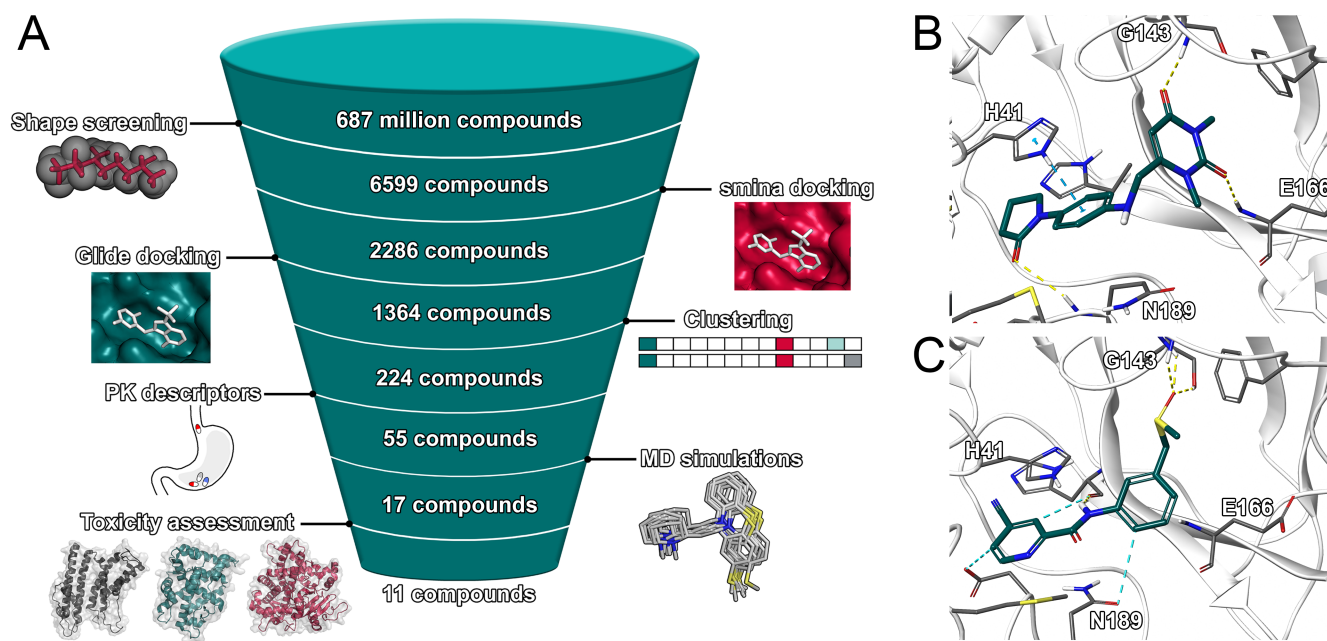 A
687 million compounds
Shape screening
6599 compounds
smina docking
2286 compounds
Glide docking
1364 compounds
Clustering
224 compounds
PK descriptors
55 compounds
MD simulations
17 compounds
Toxicity assessment
11 compounds
B
G143
H41
E166
N189
C
G143
H41
E166
N189